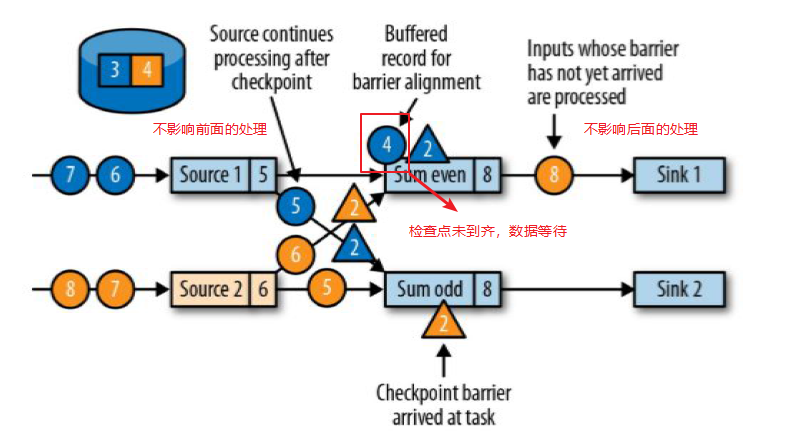 Source continues
processing after
checkpoint
Buffered
record for
barrier alignment
Inputs whose barrier
has not yet arrived
are processed
3 4
不影响前面的处理
不影响后面的处理
4 2
7 6 Source 1 5 Sum even 8 8 Sink 1
5 2
检查点未到齐，数据等待
6 2
8 7 Source 2 6 5 Sum odd 8 Sink 2
2
Checkpoint barrier
arrived at task